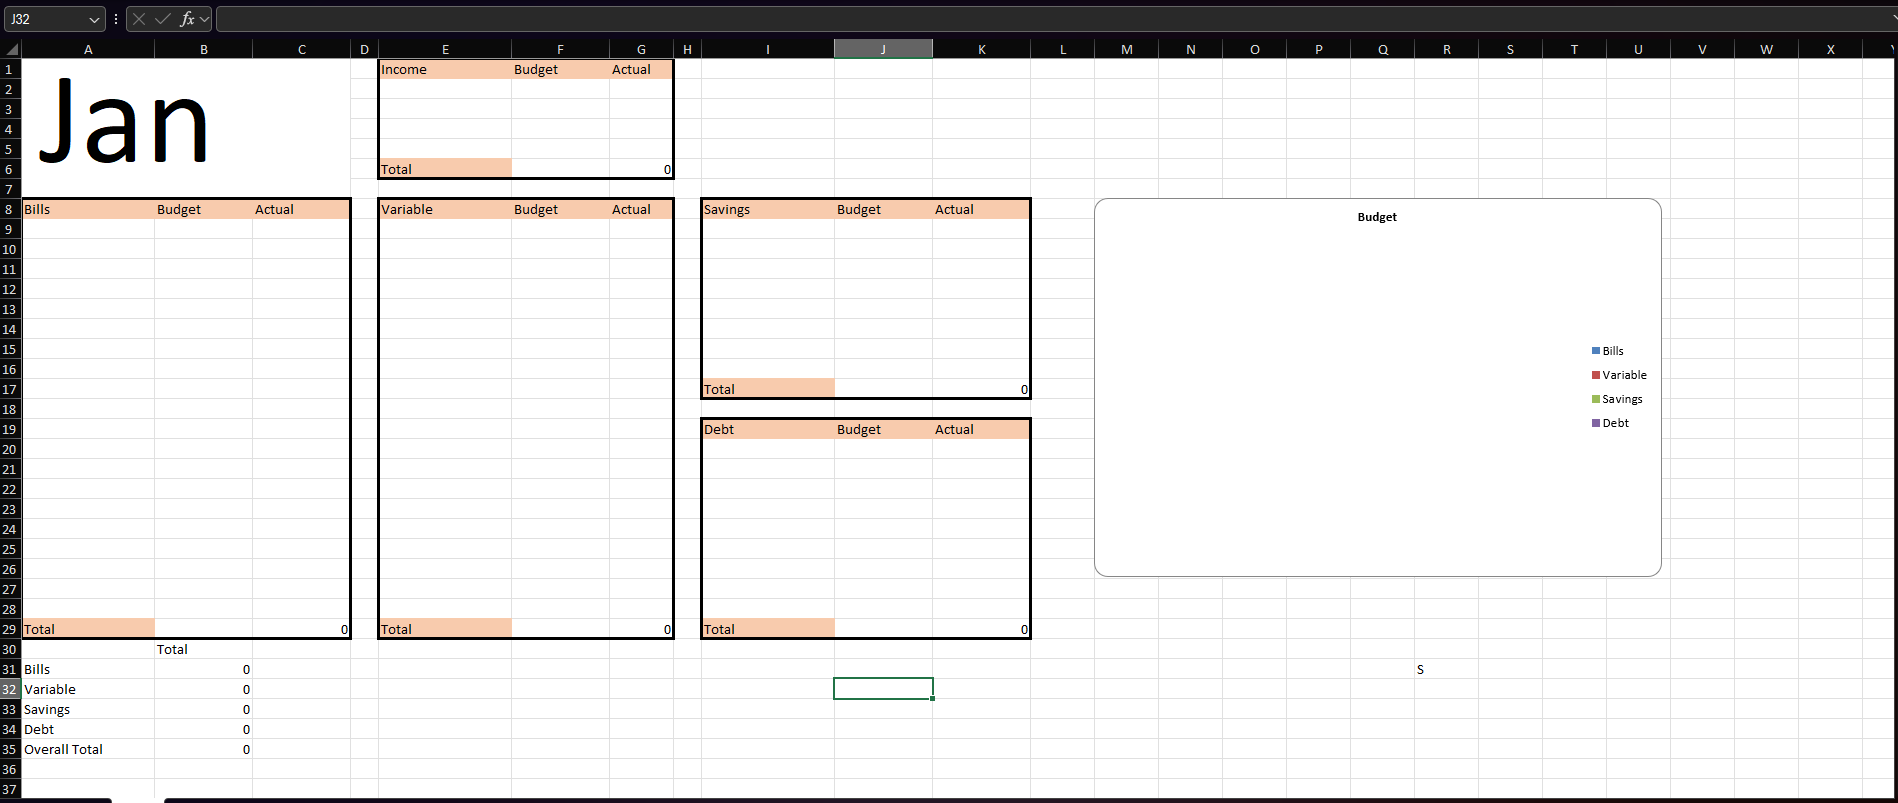 J32 fx
A B C D E F G H I J K L M N O P Q R S T U V W X
Jan
1 Income Budget Actual
2
3
4
5
6 Total 0
7
8 Bills Budget Actual Variable Budget Actual Savings Budget Actual
Budget
9
10
11
12
13
14
15
Bills
16
Variable
17 Total 0
Savings
18
19 Debt Budget Actual
Debt
20
21
22
23
24
25
26
27
28
29 Total 0 Total 0 Total 0
30 Total
31 Bills 0 S
32 Variable 0
33 Savings 0
34 Debt 0
35 Overall Total 0
36
37